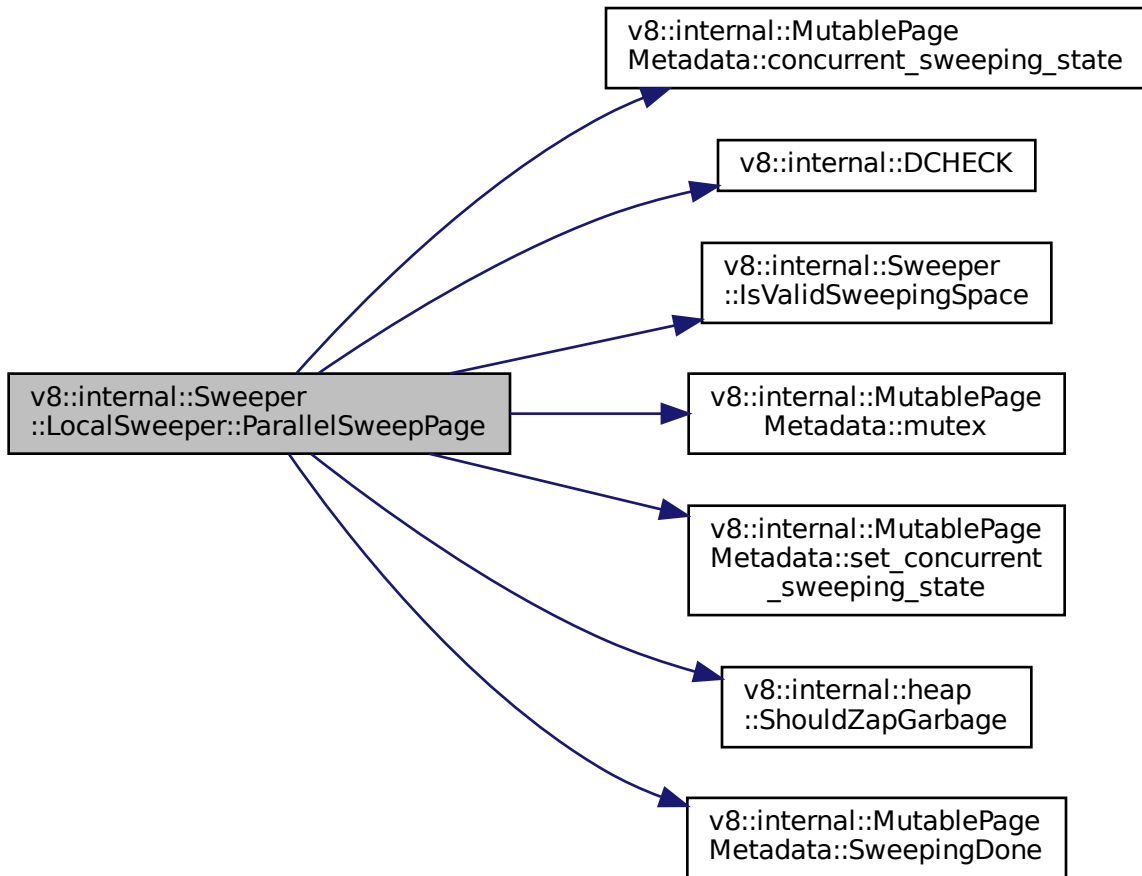 v8::internal::MutablePage
Metadata::concurrent_sweeping_state
v8::internal::DCHECK
v8::internal::Sweeper
::IsValidSweepingSpace
v8::internal::Sweeper
::LocalSweeper::ParallelSweepPage
v8::internal::MutablePage
Metadata::mutex
v8::internal::MutablePage
Metadata::set_concurrent
_sweeping_state
v8::internal::heap
::ShouldZapGarbage
v8::internal::MutablePage
Metadata::SweepingDone